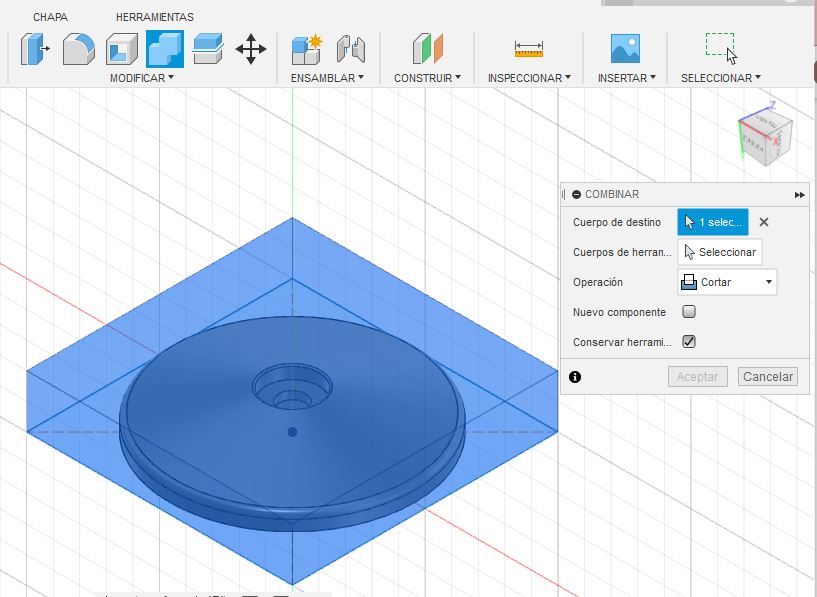 CHAPA HERRAMIENTAS
MODIFICAR ENSAMBLAR CONSTRUIR INSPECCIONAR INSERTAR SELECCIONAR
Z
X
COMBINAR
Cuerpo de destino 1 selec...
Cuerpos de herran... Seleccionar
Operación Cortar
Nuevo componente
Conservar herrami...
Aceptar Cancelar